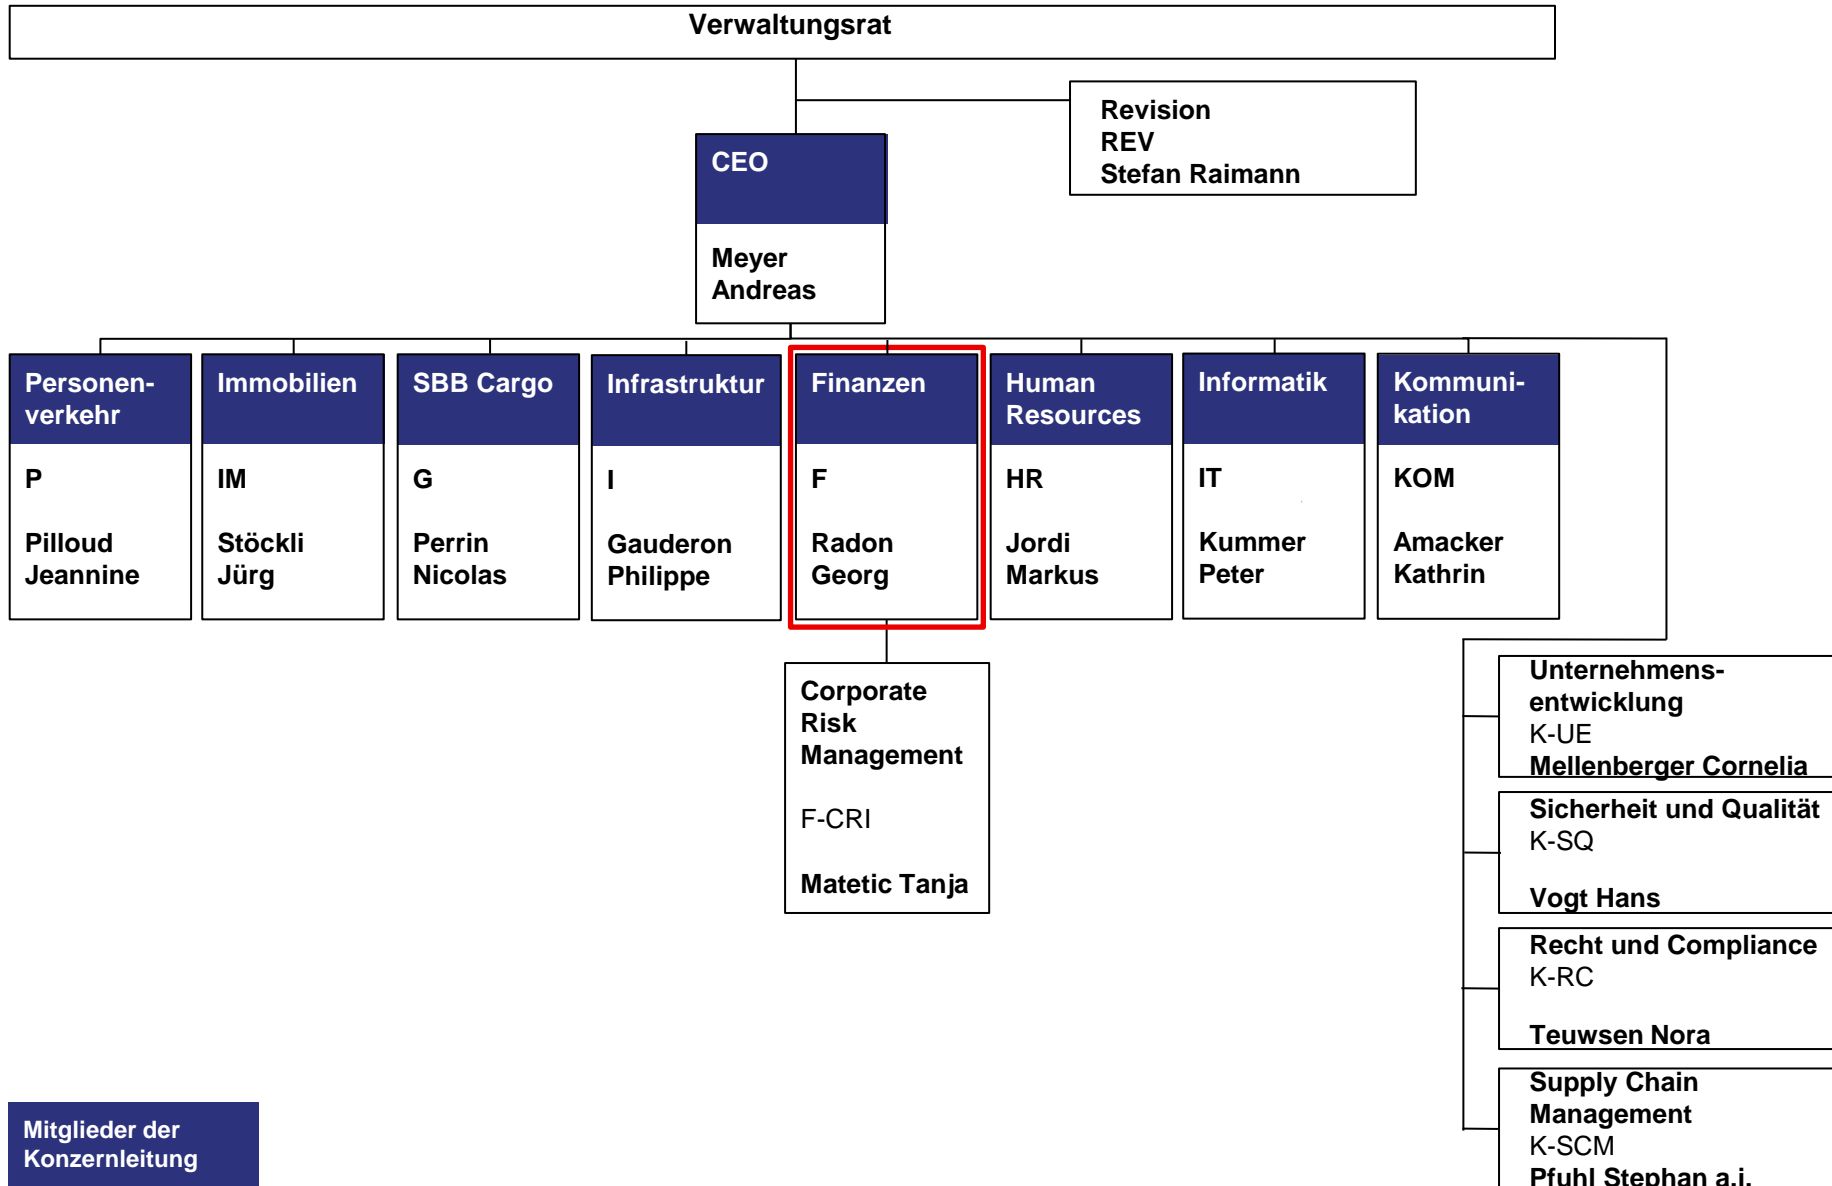 Verwaltungsrat
Revision
REV
Stefan Raimann
CEO
Meyer
Andreas
Personen-
verkehr
P
Pilloud
Jeannine
Immobilien
IM
Stöckli
Jürg
SBB Cargo
G
Perrin
Nicolas
Infrastruktur
I
Gauderon
Philippe
Finanzen
F
Radon
Georg
Human
Resources
HR
Jordi
Markus
Informatik
IT
Kummer
Peter
Kommuni-
kation
KOM
Amacker
Kathrin
Corporate
Risk
Management
F-CRI
Matetic Tanja
Unternehmens-
entwicklung
K-UE
Mellenberger Cornelia
Sicherheit und Qualität
K-SQ
Vogt Hans
Recht und Compliance
K-RC
Teuwsen Nora
Supply Chain
Management
K-SCM
Pfuhl Stephan a.i.
Mitglieder der
Konzernleitung